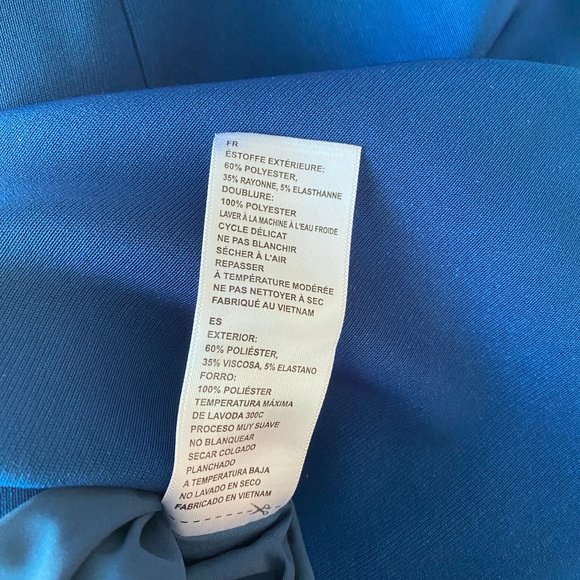 FR
ÉSTOFFE EXTÉRIEURE:
60% POLYESTER,
35% RAYONNE, 5% ELASTHANNE
DOUBLURE:
100% POLYESTER
LAVER À LA MACHINE À L'EAU FROIDE
CYCLE DÉLICAT
NE PAS BLANCHIR
SÉCHER À L'AIR
REPASSER
À TEMPÉRATURE MODÉRÉE
NE PAS NETTOYER À SEC
FABRIQUÉ AU VIETNAM
ES
EXTERIOR:
60% POLIÉSTER,
35% VISCOSA, 5% ELASTANO
FORRO:
100% POLIÉSTER
TEMPERATURA MÁXIMA
DE LAVODA 300C
PROCESO MUY SUAVE
NO BLANQUEAR
SECAR COLGADO
PLANCHADO
A TEMPERATURA BAJA
NO LAVADO EN SECO
FABRICADO EN VIETNAM